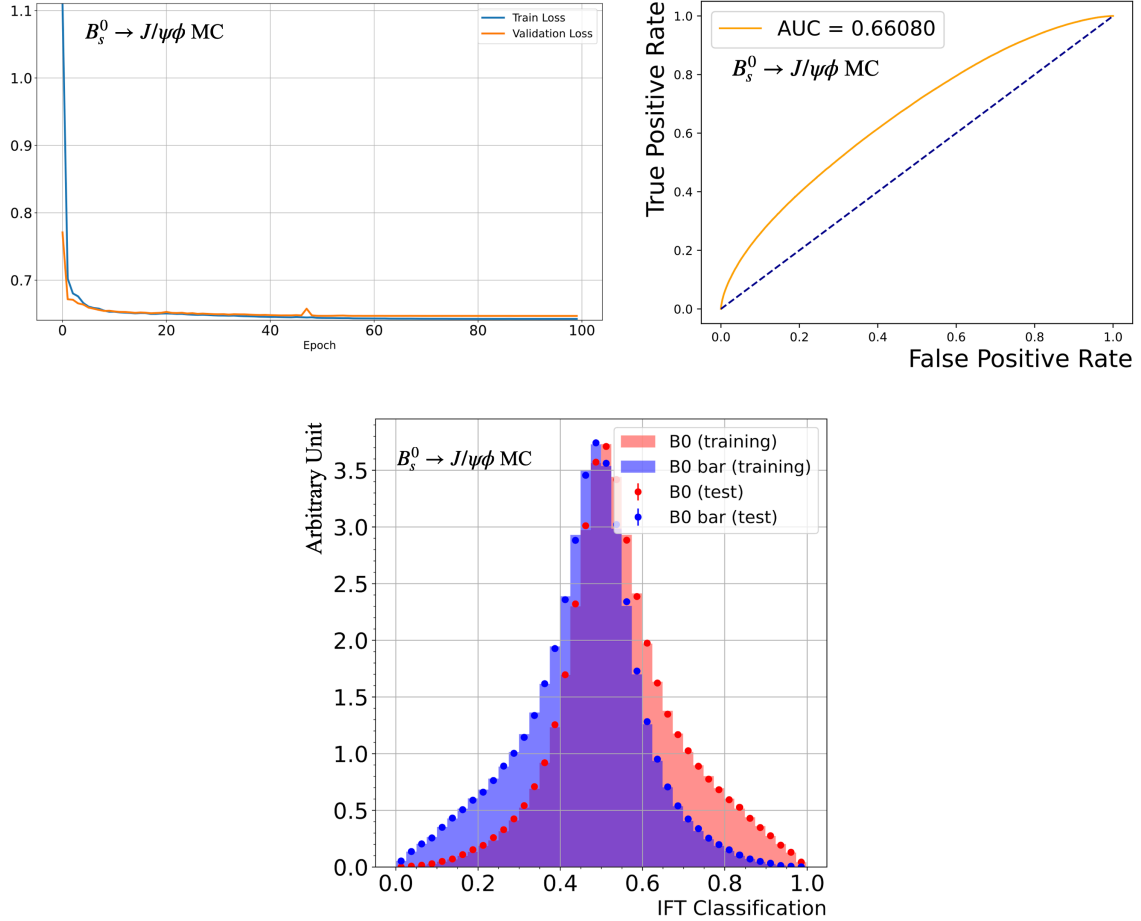 1.1
1.0
0.9
0.8
0.7
B_s^0 → J/ψϕ MC
Train Loss
Validation Loss
0 20 40 60 80 100
Epoch
True Positive Rate
1.0
0.8
0.6
0.4
0.2
0.0
AUC = 0.66080
B_s^0 → J/ψϕ MC
0.0 0.2 0.4 0.6 0.8 1.0
False Positive Rate
Arbitrary Unit
3.5
3.0
2.5
2.0
1.5
1.0
0.5
0.0
B_s^0 → J/ψϕ MC
B0 (training)
B0 bar (training)
B0 (test)
B0 bar (test)
0.0 0.2 0.4 0.6 0.8 1.0
IFT Classification